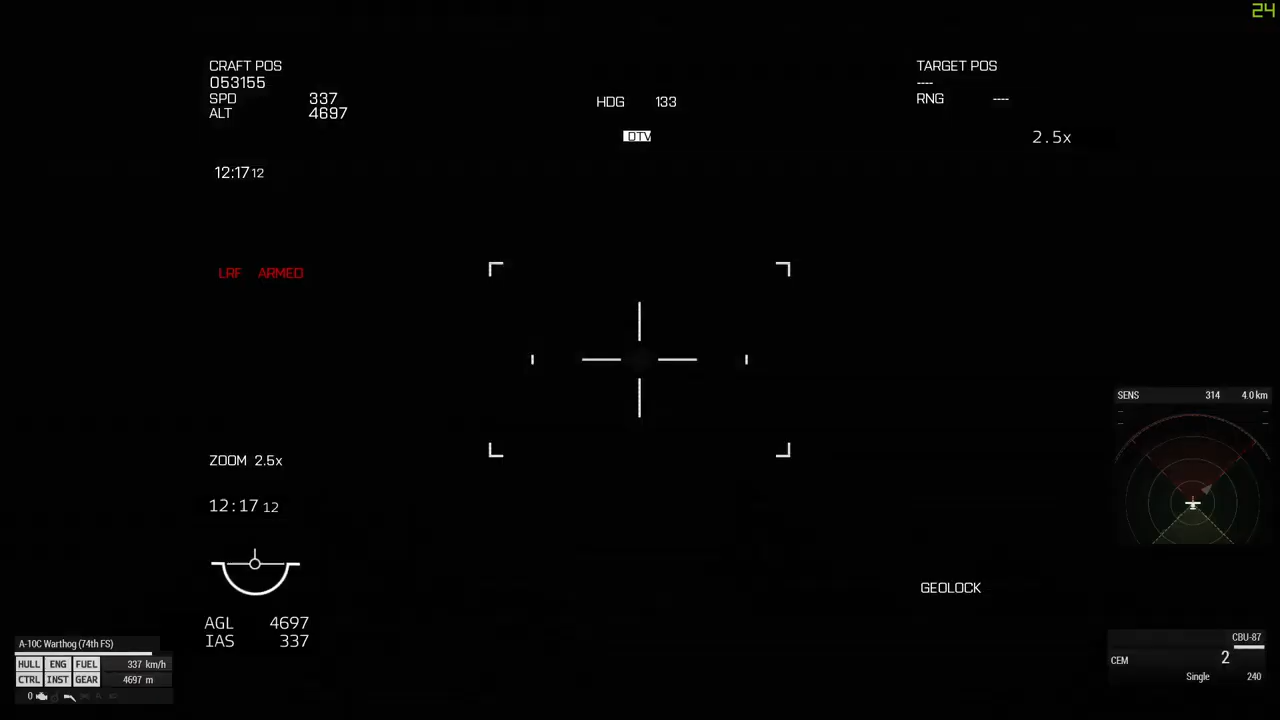 24
CRAFT POS
053155
SPD 337
ALT 4697
HDG 133
DTV
TARGET POS
----
RNG ----
2.5x
12:17 12
LRF ARMED
SENS 314 4.0 km
ZOOM 2.5x
12:17 12
GEOLOCK
AGL 4697
IAS 337
A-10C Warthog (74th FS)
HULL ENG FUEL 337 km/h
CTRL INST GEAR 4697 m
0
CBU-87
CEM 2
Single 240